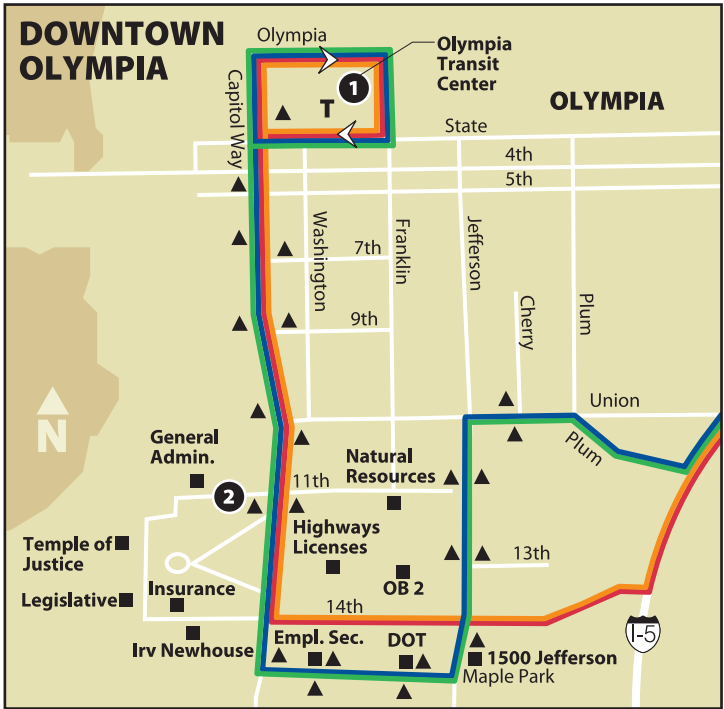 DOWNTOWN
OLYMPIA
Olympia
Olympia
Transit
Center
1
T
OLYMPIA
Capitol Way
State
4th
5th
Washington
Franklin
Jefferson
7th
Cherry
Plum
9th
N
Union
Plum
General
Admin.
Natural
Resources
11th
2
Highways
Licenses
Temple of
Justice
13th
Insurance
OB 2
Legislative
14th
I-5
Irv Newhouse
Empl. Sec.
DOT
1500 Jefferson
Maple Park